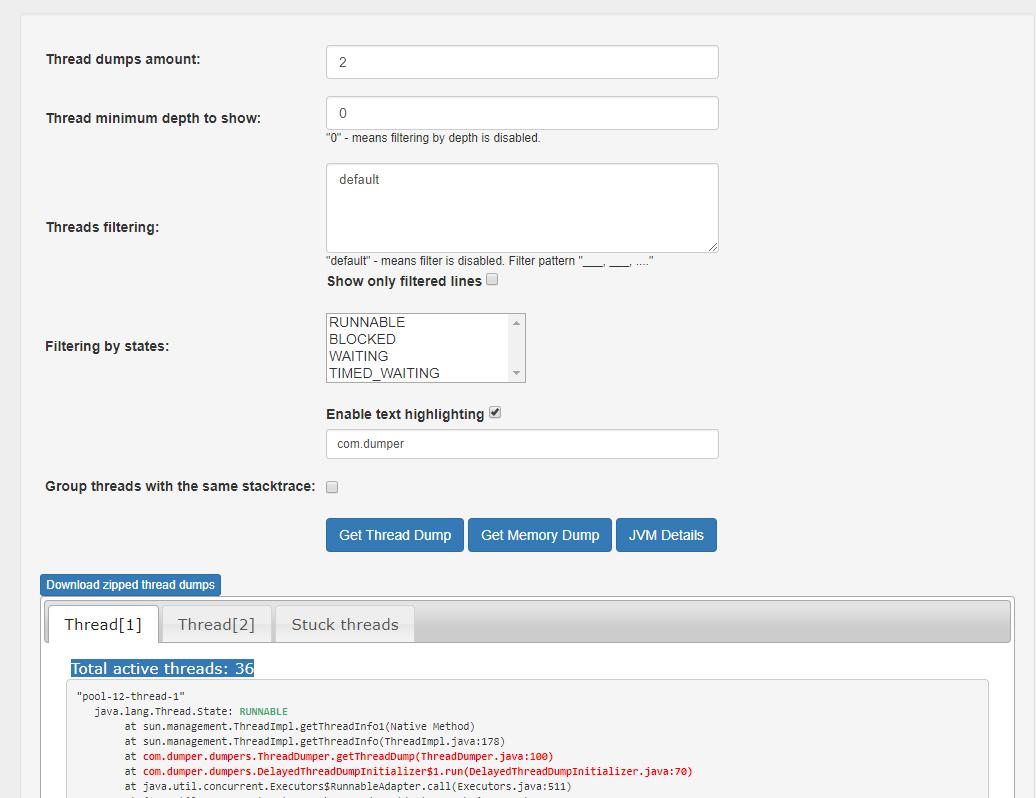 Thread dumps amount:
2
Thread minimum depth to show:
0
"0" - means filtering by depth is disabled.
Threads filtering:
default
"default" - means filter is disabled. Filter pattern "___, ___, ...."
Show only filtered lines
Filtering by states:
RUNNABLE
BLOCKED
WAITING
TIMED_WAITING
Enable text highlighting
com.dumper
Group threads with the same stacktrace:
Get Thread Dump Get Memory Dump JVM Details
Download zipped thread dumps
Thread[1] Thread[2] Stuck threads
Total active threads: 36
"pool-12-thread-1"
java.lang.Thread.State: RUNNABLE
at sun.management.ThreadImpl.getThreadInfo1(Native Method)
at sun.management.ThreadImpl.getThreadInfo(ThreadImpl.java:178)
at com.dumper.dumpers.ThreadDumper.getThreadDump(ThreadDumper.java:100)
at com.dumper.dumpers.DelayedThreadDumpInitializer$1.run(DelayedThreadDumpInitializer.java:70)
at java.util.concurrent.Executors$RunnableAdapter.call(Executors.java:511)